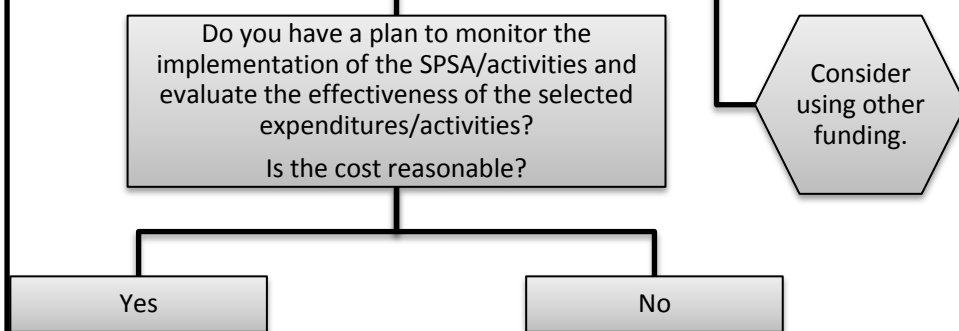 Do you have a plan to monitor the
implementation of the SPSA/activities and
evaluate the effectiveness of the selected
expenditures/activities?
Is the cost reasonable?
Consider
using other
funding.
Yes
No